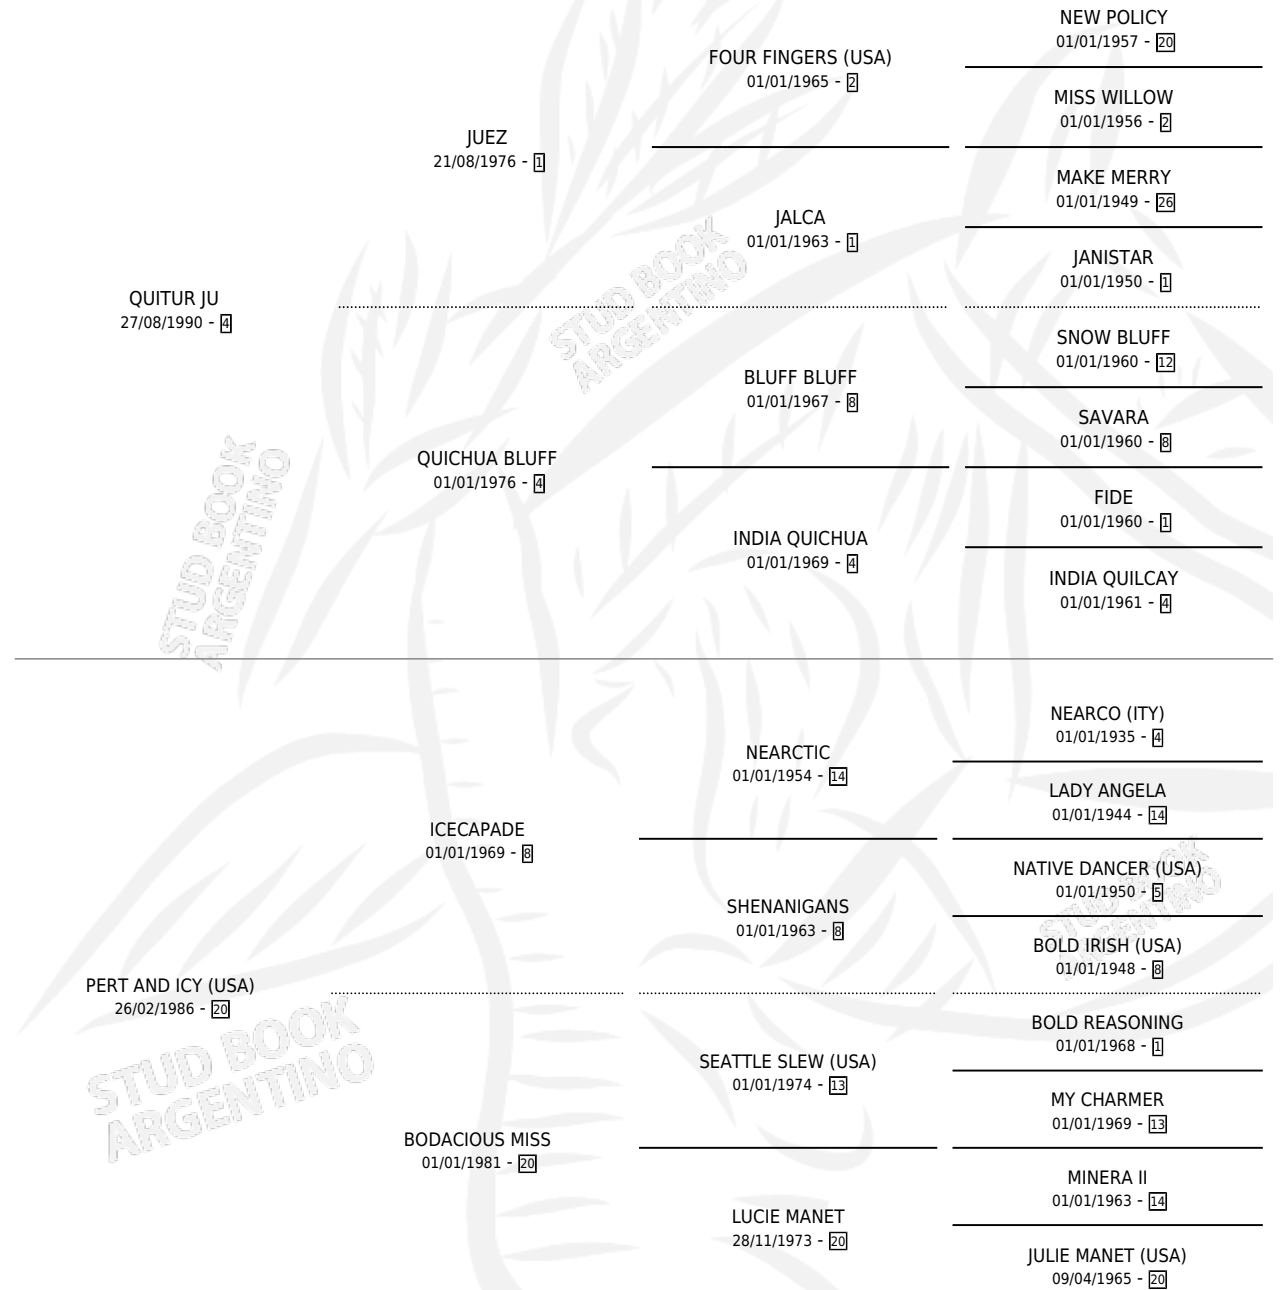 NEW POLICY
01/01/1957 - 20
FOUR FINGERS (USA)
01/01/1965 - 2
MISS WILLOW
01/01/1956 - 2
JUEZ
21/08/1976 - 1
MAKE MERRY
01/01/1949 - 26
JALCA
01/01/1963 - 1
JANISTAR
01/01/1950 - 1
QUITUR JU
27/08/1990 - 4
STUD BOOK
ARGENTINO
SNOW BLUFF
01/01/1960 - 12
BLUFF BLUFF
01/01/1967 - 8
SAVARA
01/01/1960 - 8
QUICHUA BLUFF
01/01/1976 - 4
FIDE
01/01/1960 - 1
INDIA QUICHUA
01/01/1969 - 4
INDIA QUILCAY
01/01/1961 - 4
STUD BOOK
ARGENTINO
NEARCO (ITY)
01/01/1935 - 4
NEARCTIC
01/01/1954 - 14
LADY ANGELA
01/01/1944 - 14
ICECAPADE
01/01/1969 - 8
NATIVE DANCER (USA)
01/01/1950 - 5
STUD BOOK
ARGENTINO
SHENANIGANS
01/01/1963 - 8
BOLD IRISH (USA)
01/01/1948 - 8
PERT AND ICY (USA)
26/02/1986 - 20
STUD BOOK
ARGENTINO
BOLD REASONING
01/01/1968 - 1
SEATTLE SLEW (USA)
01/01/1974 - 13
MY CHARMER
01/01/1969 - 13
BODACIOUS MISS
01/01/1981 - 20
MINERA II
01/01/1963 - 14
LUCIE MANET
28/11/1973 - 20
JULIE MANET (USA)
09/04/1965 - 20